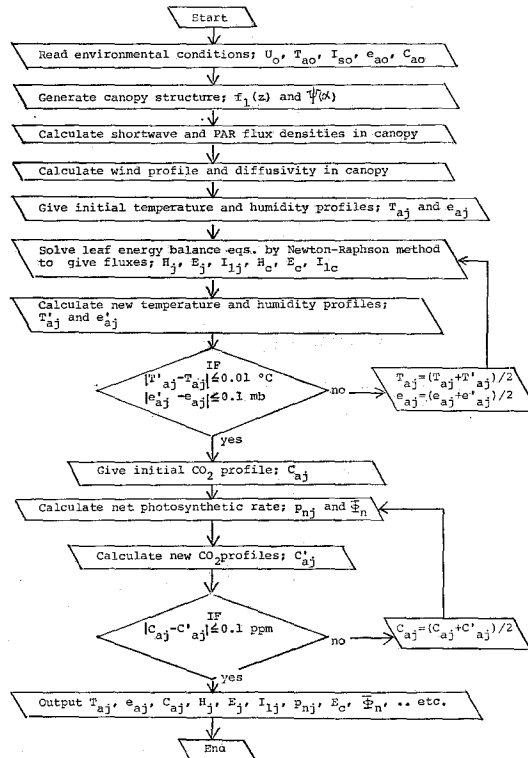 Start
Read environmental conditions; U_o, T_ao, I_so, e_ao, C_ao
Generate canopy structure; f_1(z) and Ψ(α)
Calculate shortwave and PAR flux densities in canopy
Calculate wind profile and diffusivity in canopy
Give initial temperature and humidity profiles; T_aj and e_aj
Solve leaf energy balance eqs. by Newton-Raphson method
to give fluxes; H_j, E_j, I_lj, H_c, E_c, I_lc
Calculate new temperature and humidity profiles;
T'_aj and e'_aj
IF
|T'_aj-T_aj|≦0.01 °C
|e'_aj -e_aj|≦0.1 mb
no
T_aj=(T_aj+T'_aj)/2
e_aj=(e_aj+e'_aj)/2
yes
Give initial CO_2 profile; C_aj
Calculate net photosynthetic rate; p_nj and Φ_n
Calculate new CO_2 profiles; C'_aj
IF
|C_aj-C'_aj|≦0.1 ppm
no
C_aj=(C_aj+C'_aj)/2
yes
Output T_aj, e_aj, C_aj, H_j, E_j, I_lj, p_nj, E_c, Φ_n, .. etc.
End